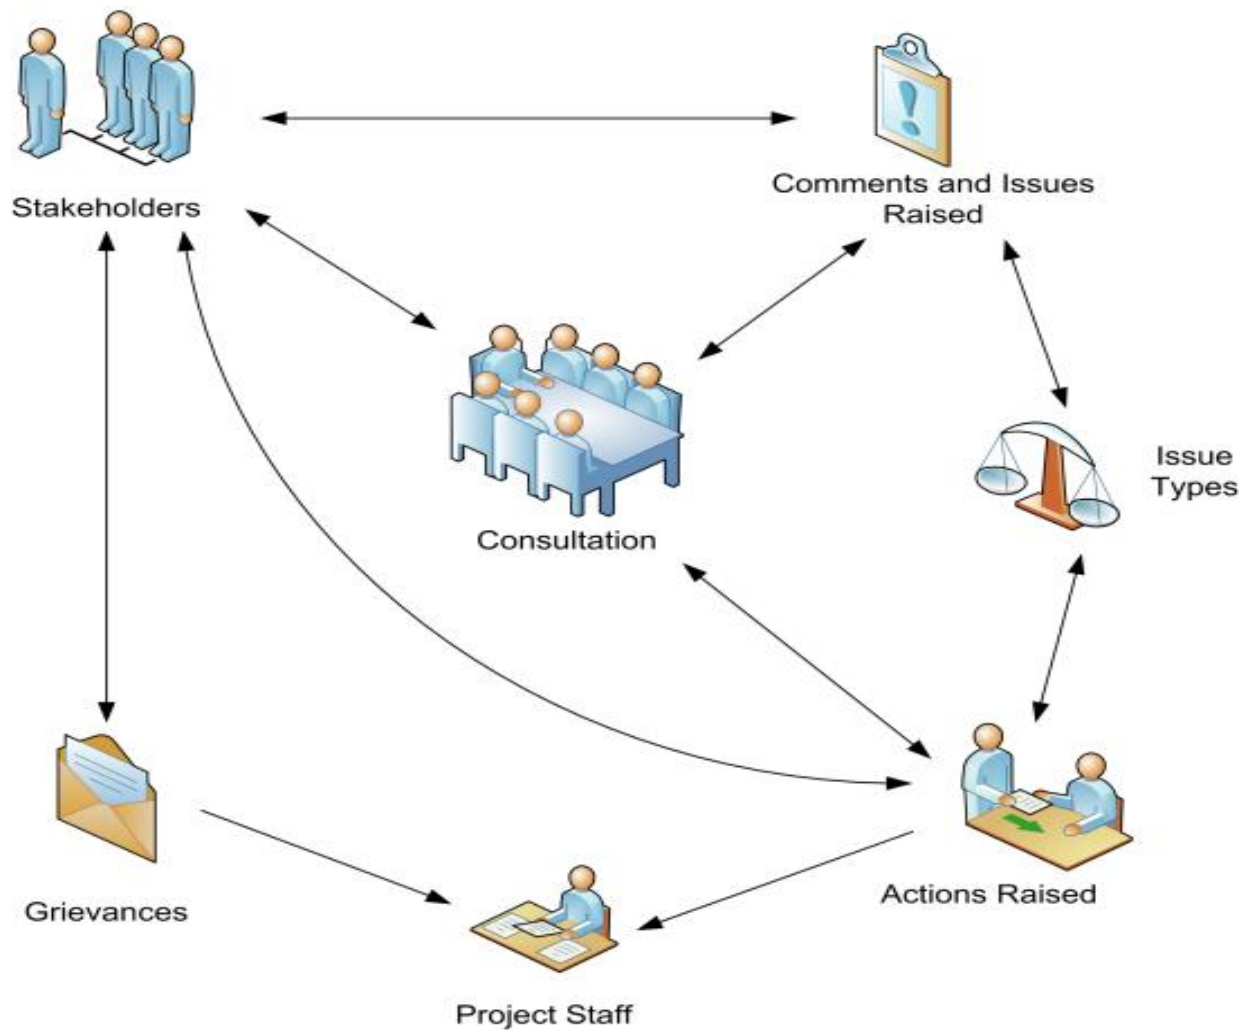 Stakeholders
Comments and Issues
Raised
Issue
Types
Consultation
Grievances
Actions Raised
Project Staff